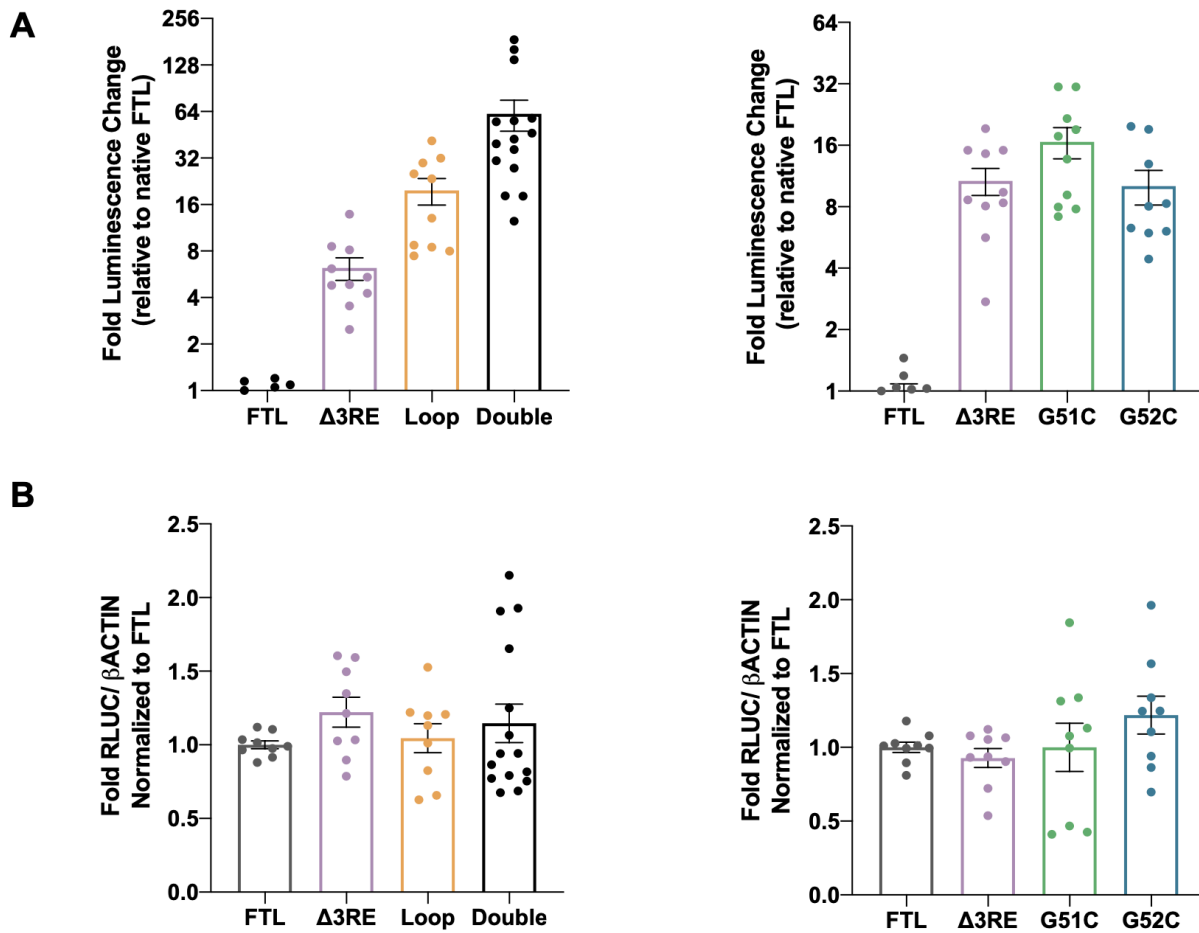 A
Fold Luminescence Change
(relative to native FTL)
256
128
64
32
16
8
4
2
1
FTL Δ3RE Loop Double
Fold Luminescence Change
(relative to native FTL)
64
32
16
8
4
2
1
FTL Δ3RE G51C G52C
B
Fold RLUC/ βACTIN
Normalized to FTL
2.5
2.0
1.5
1.0
0.5
0.0
FTL Δ3RE Loop Double
Fold RLUC/ βACTIN
Normalized to FTL
2.5
2.0
1.5
1.0
0.5
0.0
FTL Δ3RE G51C G52C